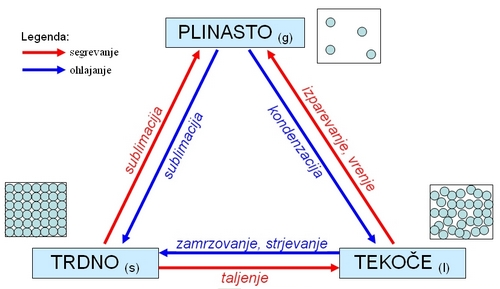 PLINASTO (g)
Legenda:
segrevanje
ohlajanje
sublimacija
sublimacija
kondenzacija
izparevanje, vrenje
zamrzovanje, strjevanje
TRDNO (s)
TEKOČE (l)
taljenje